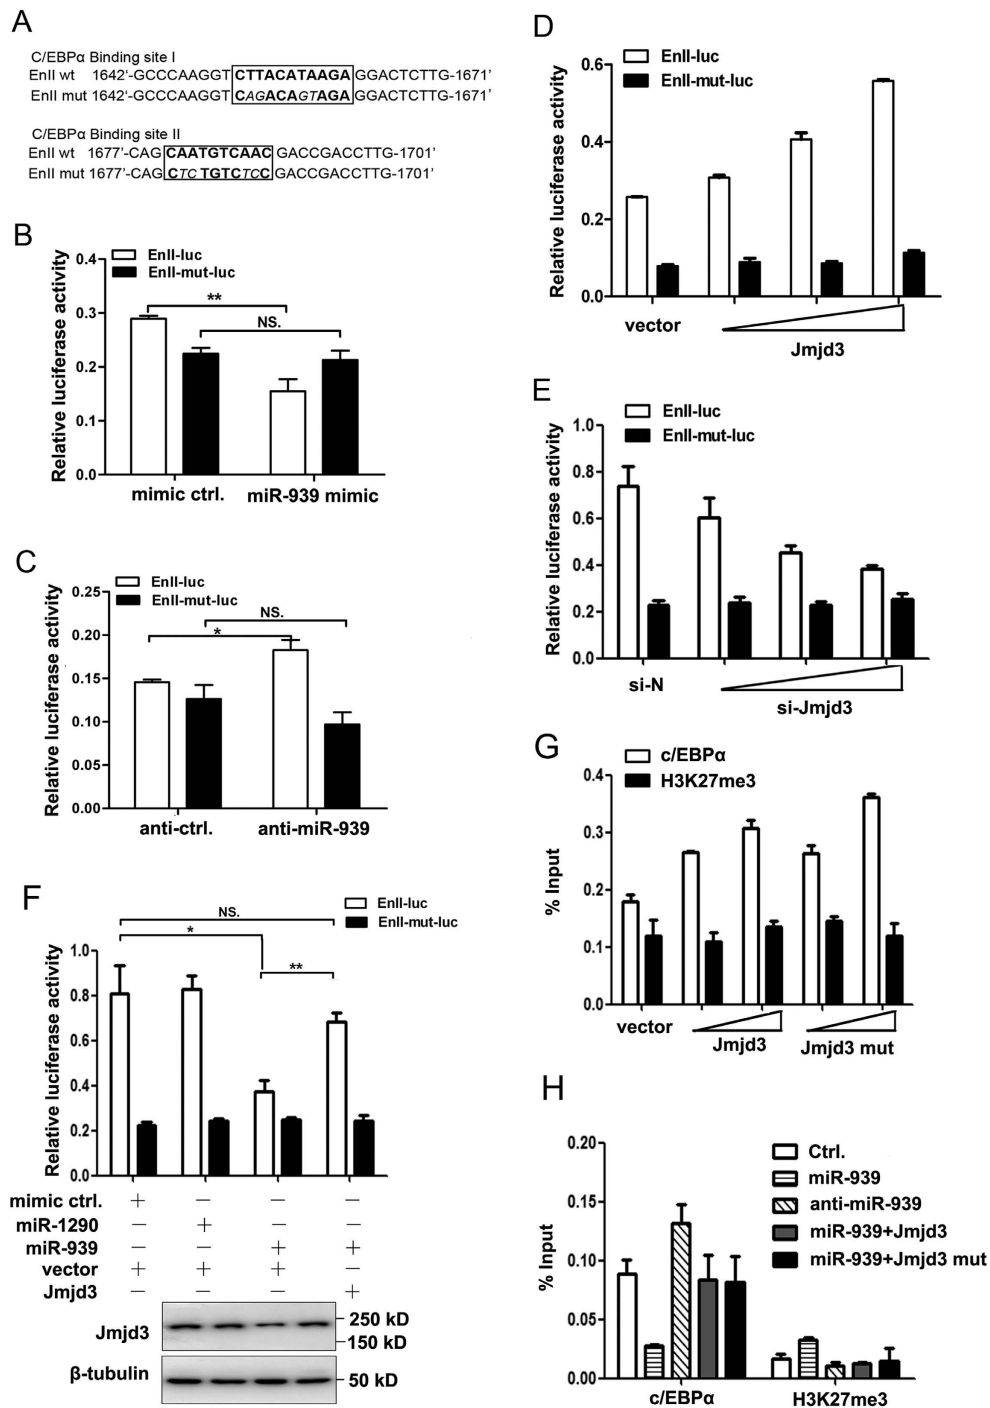 A
C/EBPα Binding site I
EnII wt 1642‘-GCCCAAGGT CTTACATAAGA GGACTCTTG-1671’
EnII mut 1642‘-GCCCAAGGT CAGACAGTAGA GGACTCTTG-1671’
C/EBPα Binding site II
EnII wt 1677’-CAG CAATGTCAAC GACCGACCTTG-1701’
EnII mut 1677’-CAG CTCTGTCTCC GACCGACCTTG-1701’
B
EnII-luc
EnII-mut-luc
Relative luciferase activity
0.4
0.3
0.2
0.1
0.0
**
NS.
mimic ctrl.
miR-939 mimic
C
EnII-luc
EnII-mut-luc
Relative luciferase activity
0.25
0.20
0.15
0.10
0.05
0.00
*
NS.
anti-ctrl.
anti-miR-939
D
EnII-luc
EnII-mut-luc
Relative luciferase activity
0.6
0.4
0.2
0.0
vector
Jmjd3
E
EnII-luc
EnII-mut-luc
Relative luciferase activity
1.0
0.8
0.6
0.4
0.2
0.0
si-N
si-Jmjd3
F
EnII-luc
EnII-mut-luc
Relative luciferase activity
1.0
0.8
0.6
0.4
0.2
0.0
NS.
*
**
mimic ctrl. + − − −
miR-1290 − + − −
miR-939 − − + +
vector + + + −
Jmjd3 − − − +
Jmjd3
250 kD
150 kD
β-tubulin
50 kD
G
c/EBPα
H3K27me3
% Input
0.4
0.3
0.2
0.1
0.0
vector
Jmjd3
Jmjd3 mut
H
Ctrl.
miR-939
anti-miR-939
miR-939+Jmjd3
miR-939+Jmjd3 mut
% Input
0.20
0.15
0.10
0.05
0.00
c/EBPα
H3K27me3